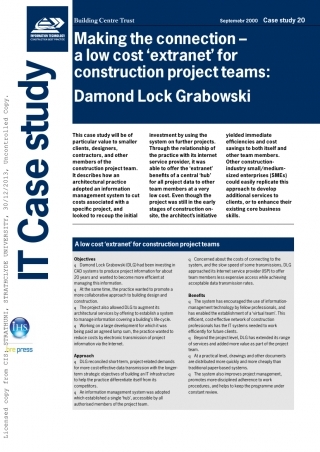 Building Centre Trust
Septemebr 2000 Case study 20
INFORMATION TECHNOLOGY
CONSTRUCTION BEST PRACTICE
Making the connection –
a low cost ‘extranet’ for
construction project teams:
Damond Lock Grabowski
IT Case study
Licensed copy from CIS: STRATHUNI, STRATHCLYDE UNIVERSITY, 30/12/2013, Uncontrolled Copy.
IHS
press
This case study will be of
particular value to smaller
clients, designers,
contractors, and other
members of the
construction project team.
It describes how an
architectural practice
adopted an information
management system to cut
costs associated with a
specific project, and
looked to recoup the initial
investment by using the
system on further projects.
Through the relationship of
the practice with its internet
service provider, it was
able to offer the ‘extranet’
benefits of a central ‘hub’
for all project data to other
team members at a very
low cost. Even though the
project was still in the early
stages of construction on-
site, the architect’s initiative
yielded immediate
efficiencies and cost
savings to both itself and
other team members.
Other construction-
industry small/medium-
sized enterprises (SMEs)
could easily replicate this
approach to develop
additional services to
clients, or to enhance their
existing core business
skills.
A low cost ‘extranet’ for construction project teams
Objectives
q Damond Lock Grabowski (DLG) had been investing in
CAD systems to produce project information for about
20 years and wanted to become more efficient at
managing this information.
q At the same time, the practice wanted to promote a
more collaborative approach to building design and
construction.
q The project also allowed DLG to augment its
architectural services by offering to establish a system
to manage information covering a building’s life cycle.
q Working on a large development for which it was
being paid an agreed lump sum, the practice wanted to
reduce costs by electronic transmission of project
information via the Internet.
Approach
q DLG reconciled short-term, project-related demands
for more cost effective data transmission with the longer-
term strategic objectives of building an IT infrastructure
to help the practice differentiate itself from its
competitors.
q An information management system was adopted
which established a single ‘hub’, accessible by all
authorised members of the project team.
q Concerned about the costs of connecting to the
system, and the slow speed of some transmissions, DLG
approached its internet service provider (ISP) to offer
team members less expensive access while achieving
acceptable data transmission rates.
Benefits
q The system has encouraged the use of information
management technology by fellow professionals, and
has enabled the establishment of a ‘virtual team’. This
efficient, cost-effective network of construction
professionals has the IT systems needed to work
efficiently for future clients.
q Beyond the project level, DLG has extended its range
of services and added more value as part of the project
team.
q At a practical level, drawings and other documents
are distributed more quickly and more cheaply than
traditional paper-based systems.
q The system also improves project management,
promotes more disciplined adherence to work
procedures, and helps to keep the programme under
constant review.